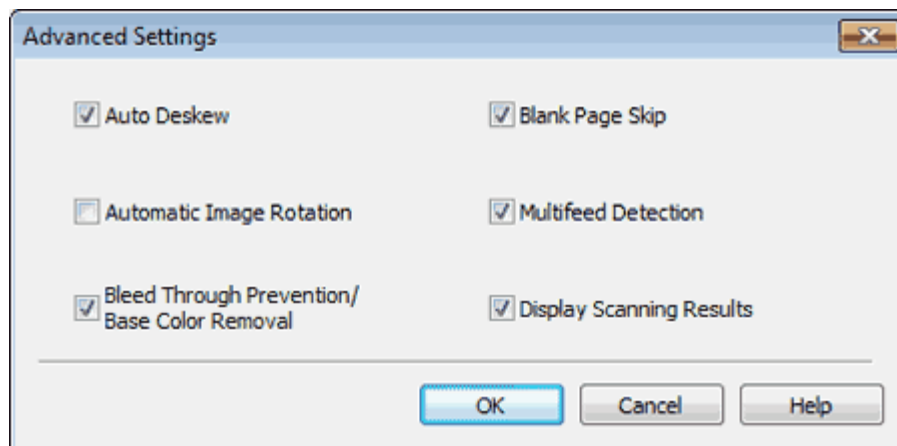 Advanced Settings
Auto Deskew
Blank Page Skip
Automatic Image Rotation
Multifeed Detection
Bleed Through Prevention/
Base Color Removal
Display Scanning Results
OK
Cancel
Help